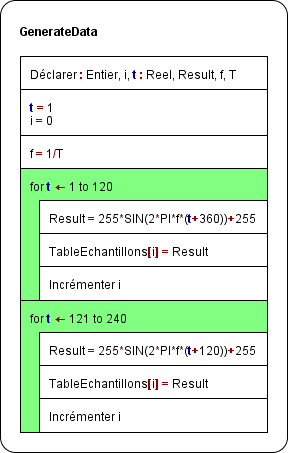 GenerateData
Déclarer : Entier, i, t : Reel, Result, f, T
t = 1
i = 0
f = 1/T
for t ← 1 to 120
Result = 255*SIN(2*PI*f*(t+360))+255
TableEchantillons[i] = Result
Incrémenter i
for t ← 121 to 240
Result = 255*SIN(2*PI*f*(t+120))+255
TableEchantillons[i] = Result
Incrémenter i